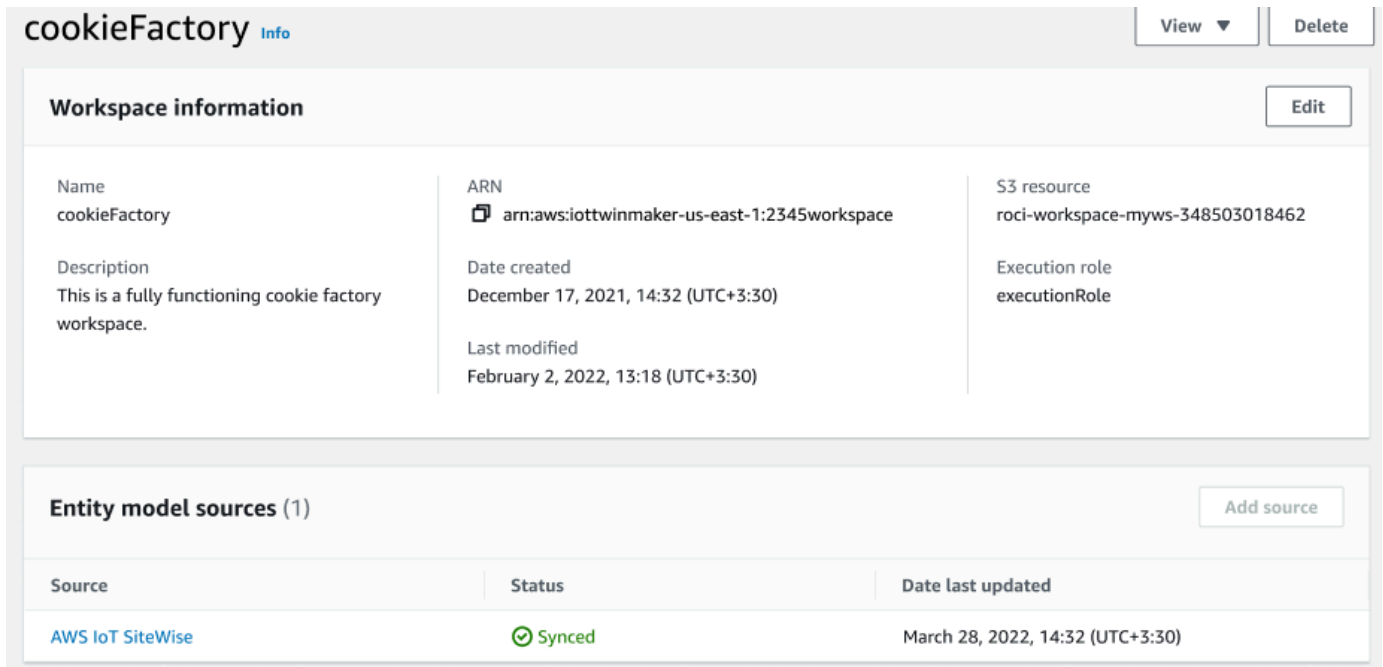 cookieFactory Info
View
Delete
Workspace information
Edit
Name
cookieFactory
Description
This is a fully functioning cookie factory
workspace.
ARN
arn:aws:iottwinmaker-us-east-1:2345workspace
Date created
December 17, 2021, 14:32 (UTC+3:30)
Last modified
February 2, 2022, 13:18 (UTC+3:30)
S3 resource
roci-workspace-myws-348503018462
Execution role
executionRole
Entity model sources (1)
Add source
Source Status Date last updated
AWS IoT SiteWise Synced March 28, 2022, 14:32 (UTC+3:30)